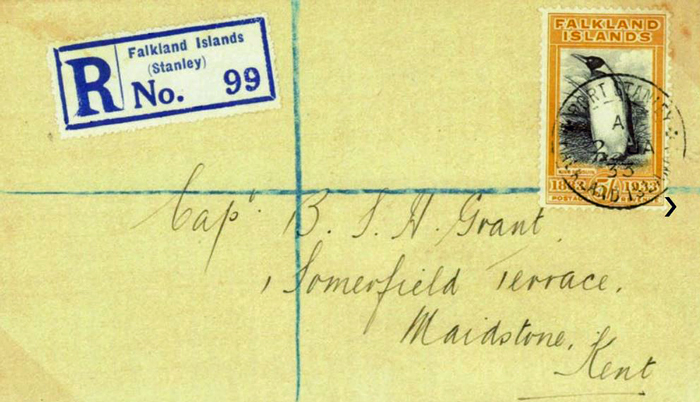 R
Falkland Islands
(Stanley)
No. 99
FALKLAND
ISLANDS
PORT STANLEY
A
33
1833 5/- 1933
POSTAGE
Capt. B. S. H. Grant
1 Somerfield Terrace.
Maidstone,
Kent